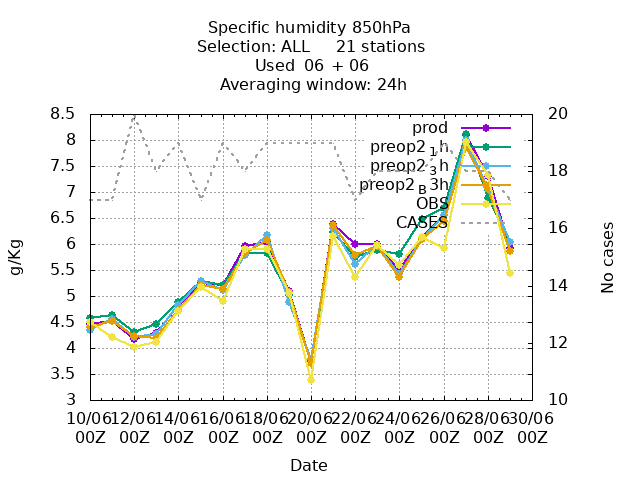 Specific humidity 850hPa
Selection: ALL 21 stations
Used 06 + 06
Averaging window: 24h
8.5
8
7.5
7
6.5
6
5.5
5
4.5
4
3.5
3
g/Kg
20
18
16
14
12
10
No cases
prod
preop2_1h
preop2_3h
preop2_B3h
OBS
CASES
10/06 12/06 14/06 16/06 18/06 20/06 22/06 24/06 26/06 28/06 30/06
00Z 00Z 00Z 00Z 00Z 00Z 00Z 00Z 00Z 00Z 00Z
Date